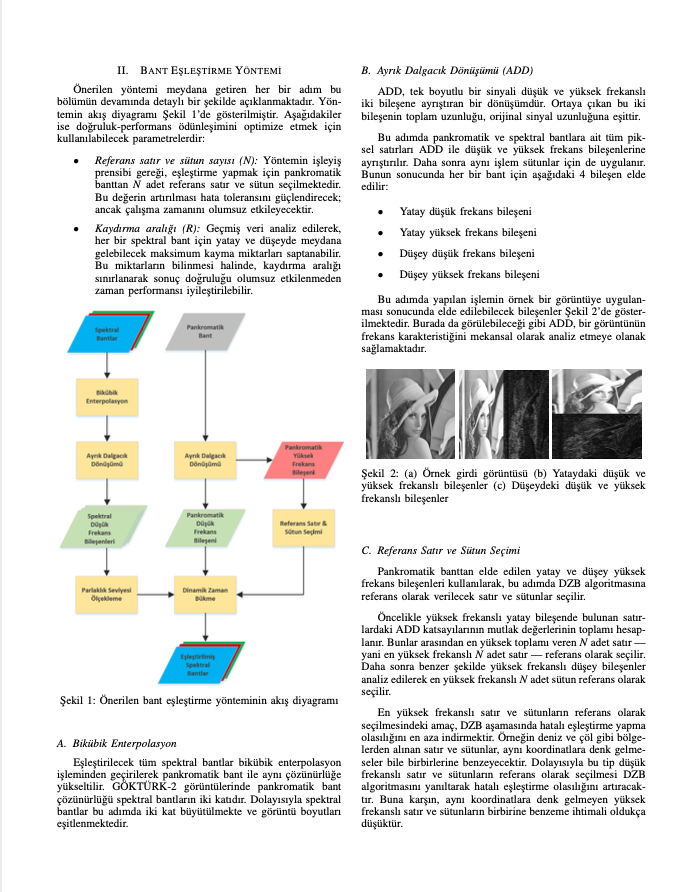 II. BANT EŞLEŞTİRME YÖNTEMİ
Önerilen yöntemi meydana getiren her bir adım bu
bölümün devamında detaylı bir şekilde açıklanmaktadır. Yön-
temin akış diyagramı Şekil 1'de gösterilmiştir. Aşağıdakiler
ise doğruluk-performans ödünleşimini optimize etmek için
kullanılabilecek parametrelerdir:
• Referans satır ve sütun sayısı (N): Yöntemin işleyiş
prensibi gereği, eşleştirme yapmak için pankromatik
banttan N adet referans satır ve sütun seçilmektedir.
Bu değerin artırılması hata toleransını güçlendirecek;
ancak çalışma zamanını olumsuz etkileyecektir.
• Kaydırma aralığı (R): Geçmiş veri analiz edilerek,
her bir spektral bant için yatay ve düşeyde meydana
gelebilecek maksimum kayma miktarları saptanabilir.
Bu miktarların bilinmesi halinde, kaydırma aralığı
sınırlanarak sonuç doğruluğu olumsuz etkilenmeden
zaman performansı iyileştirilebilir.
Spektral
Bantlar
Pankromatik
Bant
Bikübik
Enterpolasyon
Ayrık Dalgacık
Dönüşümü
Ayrık Dalgacık
Dönüşümü
Pankromatik
Yüksek
Frekans
Bileşeni
Spektral
Düşük
Frekans
Bileşenleri
Pankromatik
Düşük
Frekans
Bileşeni
Referans Satır &
Sütun Seçimi
Parlaklık Seviyesi
Ölçekleme
Dinamik Zaman
Bükme
Eşleştirilmiş
Spektral
Bantlar
Şekil 1: Önerilen bant eşleştirme yönteminin akış diyagramı
A. Bikübik Enterpolasyon
Eşleştirilecek tüm spektral bantlar bikübik enterpolasyon
işleminden geçirilerek pankromatik bant ile aynı çözünürlüğe
yükseltilir. GÖKTÜRK-2 görüntülerinde pankromatik bant
çözünürlüğü spektral bantların iki katıdır. Dolayısıyla spektral
bantlar bu adımda iki kat büyütülmekte ve görüntü boyutları
eşitlenmektedir.
B. Ayrık Dalgacık Dönüşümü (ADD)
ADD, tek boyutlu bir sinyali düşük ve yüksek frekanslı
iki bileşene ayrıştıran bir dönüşümdür. Ortaya çıkan bu iki
bileşenin toplam uzunluğu, orijinal sinyal uzunluğuna eşittir.
Bu adımda pankromatik ve spektral bantlara ait tüm pik-
sel satırları ADD ile düşük ve yüksek frekans bileşenlerine
ayrıştırılır. Daha sonra aynı işlem sütunlar için de uygulanır.
Bunun sonucunda her bir bant için aşağıdaki 4 bileşen elde
edilir:
• Yatay düşük frekans bileşeni
• Yatay yüksek frekans bileşeni
• Düşey düşük frekans bileşeni
• Düşey yüksek frekans bileşeni
Bu adımda yapılan işlemin örnek bir görüntüye uygulan-
ması sonucunda elde edilebilecek bileşenler Şekil 2'de göster-
ilmektedir. Burada da görülebileceği gibi ADD, bir görüntünün
frekans karakteristiğini mekansal olarak analiz etmeye olanak
sağlamaktadır.
Şekil 2: (a) Örnek girdi görüntüsü (b) Yataydaki düşük ve
yüksek frekanslı bileşenler (c) Düşeydeki düşük ve yüksek
frekanslı bileşenler
C. Referans Satır ve Sütun Seçimi
Pankromatik banttan elde edilen yatay ve düşey yüksek
frekans bileşenleri kullanılarak, bu adımda DZB algoritmasına
referans olarak verilecek satır ve sütunlar seçilir.
Öncelikle yüksek frekanslı yatay bileşende bulunan satır-
lardaki ADD katsayılarının mutlak değerlerinin toplamı hesap-
lanır. Bunlar arasından en yüksek toplamı veren N adet satır —
yani en yüksek frekanslı N adet satır — referans olarak seçilir.
Daha sonra benzer şekilde yüksek frekanslı düşey bileşenler
analiz edilerek en yüksek frekanslı N adet sütun referans olarak
seçilir.
En yüksek frekanslı satır ve sütunların referans olarak
seçilmesindeki amaç, DZB aşamasında hatalı eşleştirme yapma
olasılığını en aza indirmektir. Örneğin deniz ve çöl gibi bölge-
lerden alınan satır ve sütunlar, aynı koordinatlara denk gelme-
seler bile birbirlerine benzeyecektir. Dolayısıyla bu tip düşük
frekanslı satır ve sütunların referans olarak seçilmesi DZB
algoritmasını yanıltarak hatalı eşleştirme olasılığını artıracak-
tır. Buna karşın, aynı koordinatlara denk gelmeyen yüksek
frekanslı satır ve sütunların birbirine benzeme ihtimali oldukça
düşüktür.